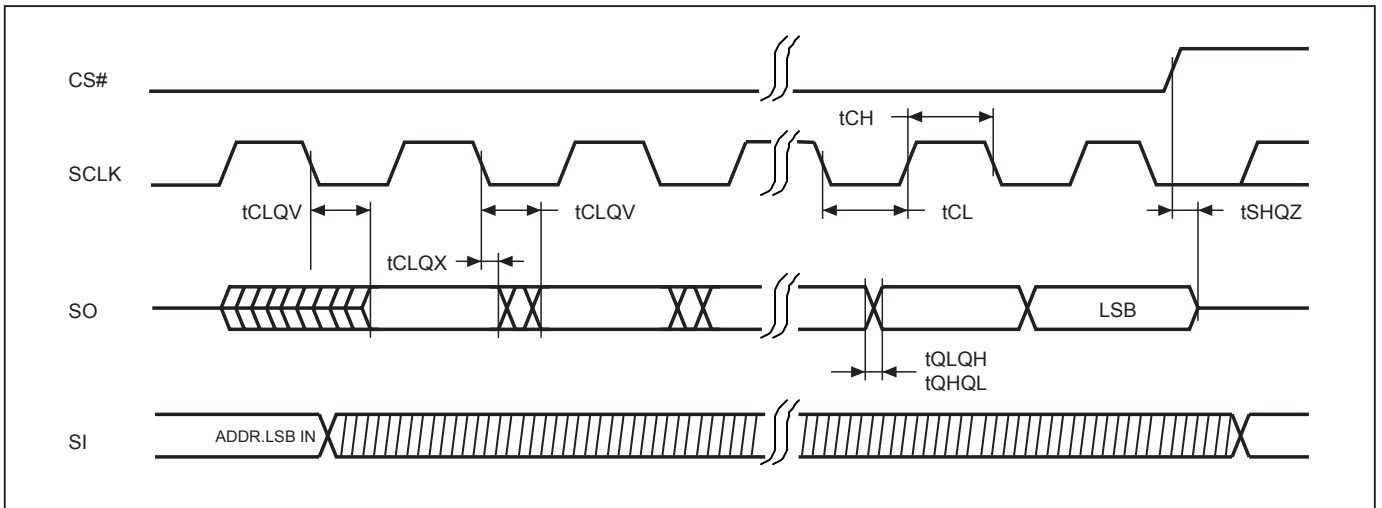 CS#
tCH
SCLK
tCLQV
tCLQV
tCL
tSHQZ
tCLQX
SO
LSB
tQLQH
tQHQL
SI
ADDR.LSB IN